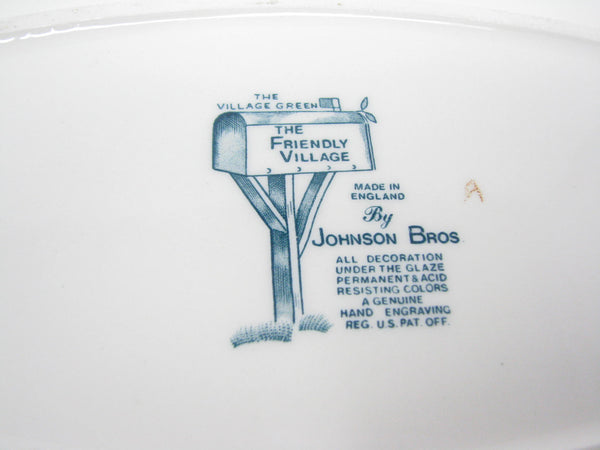 THE
VILLAGE GREEN
THE
FRIENDLY
VILLAGE
MADE IN
ENGLAND
By
JOHNSON BROS
ALL DECORATION
UNDER THE GLAZE
PERMANENT & ACID
RESISTING COLORS
A GENUINE
HAND ENGRAVING
REG. U.S. PAT. OFF.